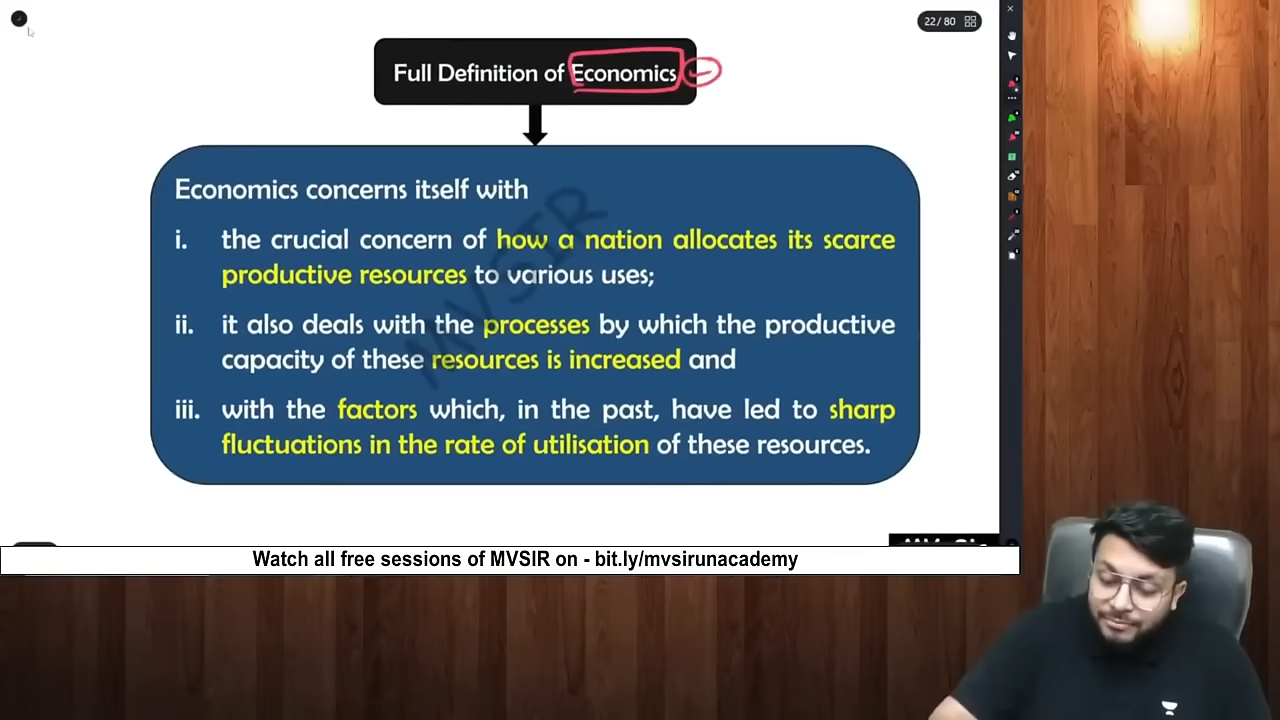 22/ 80
Full Definition of Economics
Economics concerns itself with
i. the crucial concern of how a nation allocates its scarce
productive resources to various uses;
ii. it also deals with the processes by which the productive
capacity of these resources is increased and
iii. with the factors which, in the past, have led to sharp
fluctuations in the rate of utilisation of these resources.
MVSIR
Watch all free sessions of MVSIR on - bit.ly/mvsirunacademy